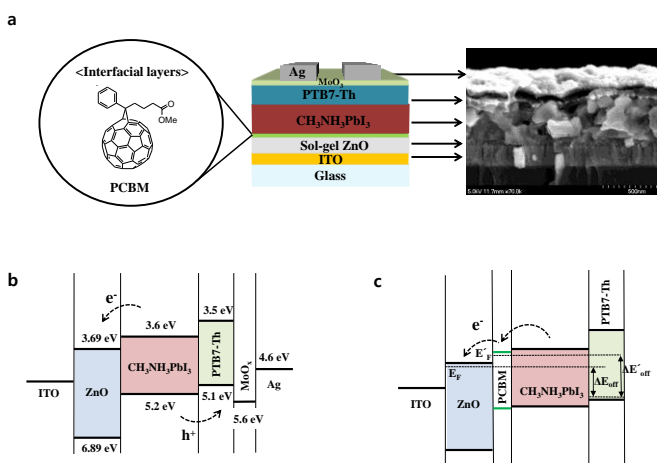 a
<Interfacial layers>
O
OMe
PCBM
Ag
MoO₃
PTB7-Th
CH₃NH₃PbI₃
Sol-gel ZnO
ITO
Glass
5.0kV 11.7mm x70.0k
500nm
b
e⁻
3.5 eV
3.69 eV
3.6 eV
PTB7-Th
CH₃NH₃PbI₃
MoOₓ
4.6 eV
ITO
ZnO
Ag
5.2 eV
5.1 eV
5.6 eV
h⁺
6.89 eV
c
PTB7-Th
e⁻
E´F
EF
PCBM
CH₃NH₃PbI₃
ΔEoff
ΔE´off
ITO
ZnO